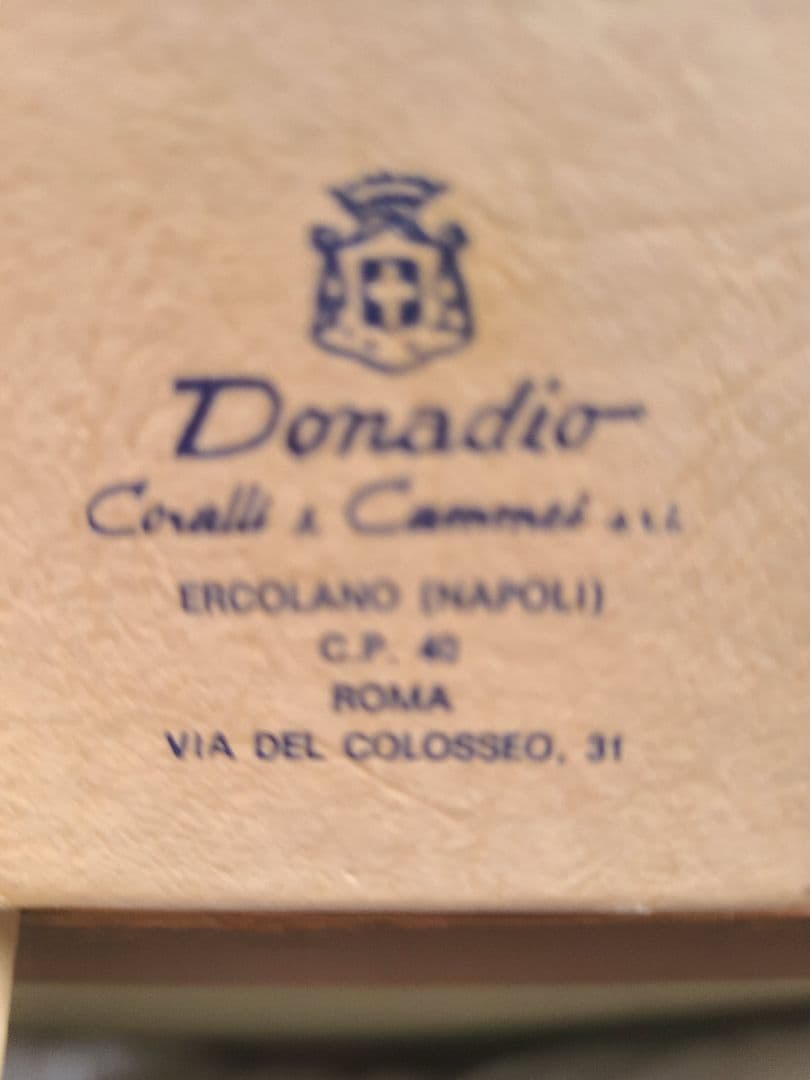 Donadio
Coralli & Cammei s.r.l.
ERCOLANO (NAPOLI)
C.P. 40
ROMA
VIA DEL COLOSSEO, 31